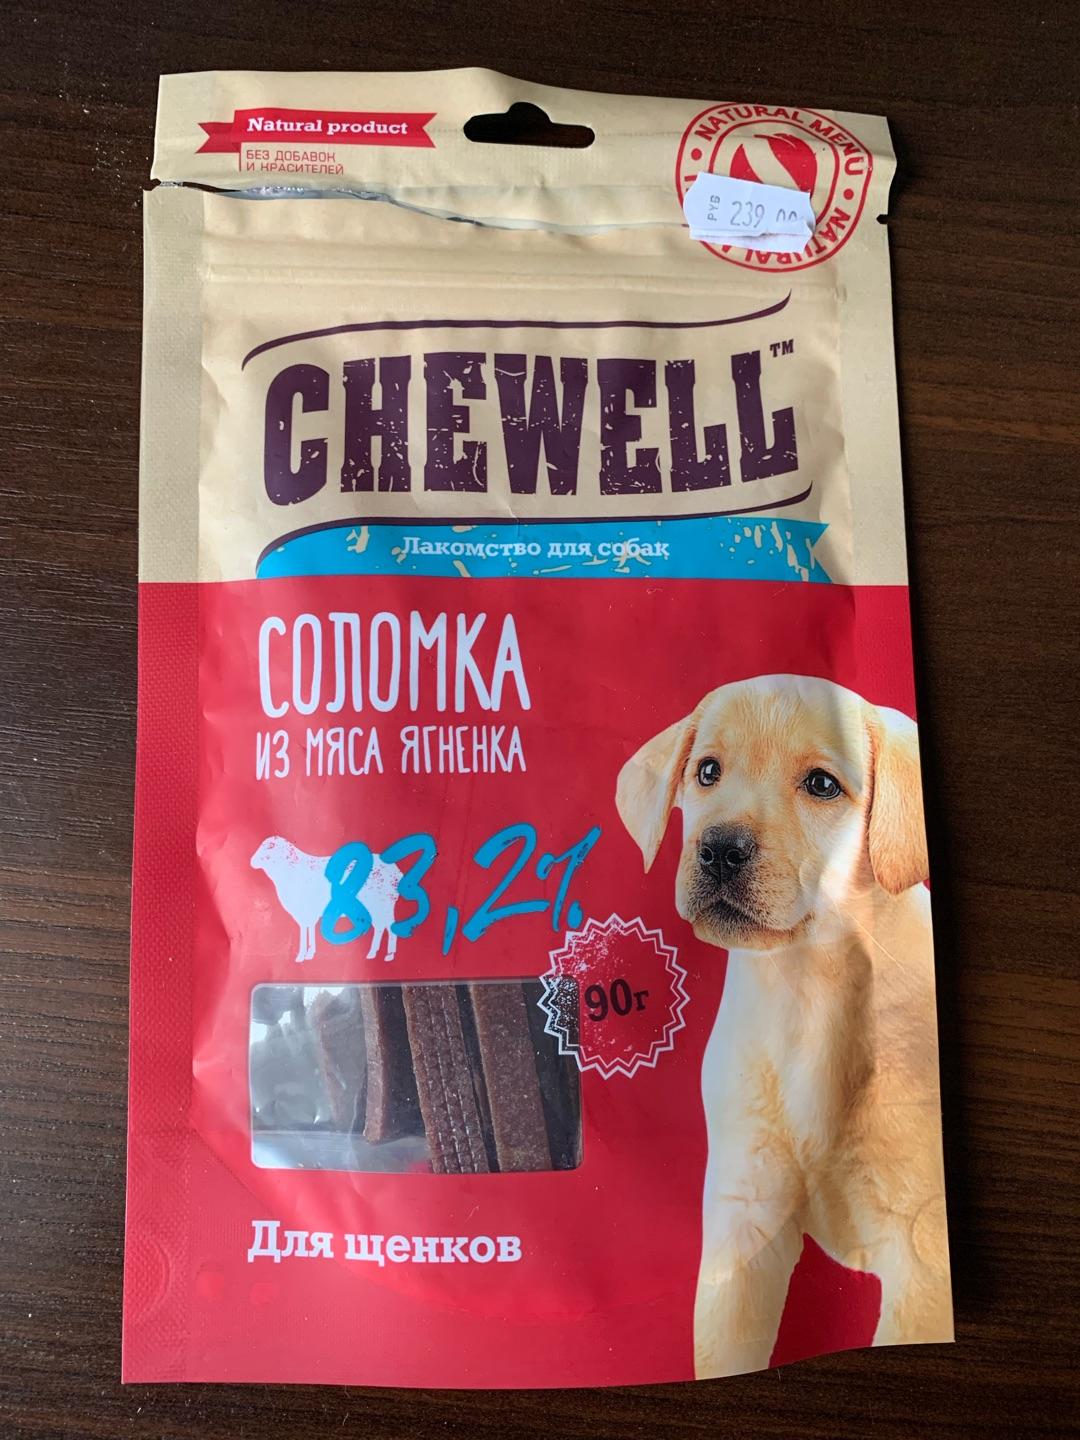 Natural product
БЕЗ ДОБАВОК
И КРАСИТЕЛЕЙ
NATURAL MENU • NATURAL
РУБ 239
CHEWELL™
Лакомство для собак
СОЛОМКА
ИЗ МЯСА ЯГНЕНКА
83,2%
90г
Для щенков